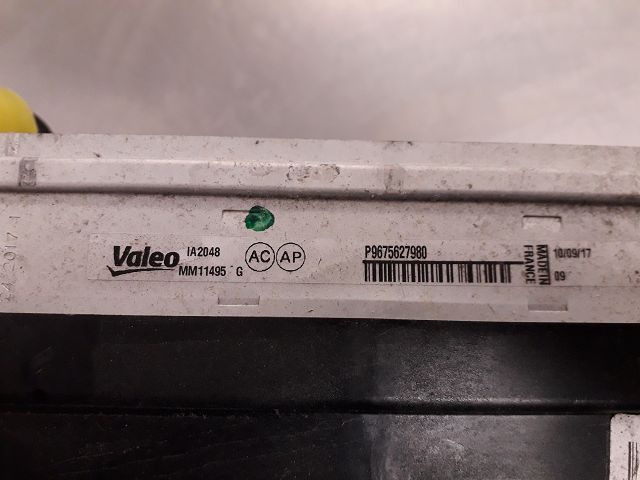 Valeo
IA2048
MM11495 G
AC AP
P9675627980
MADE IN
FRANCE
10/09/17
09